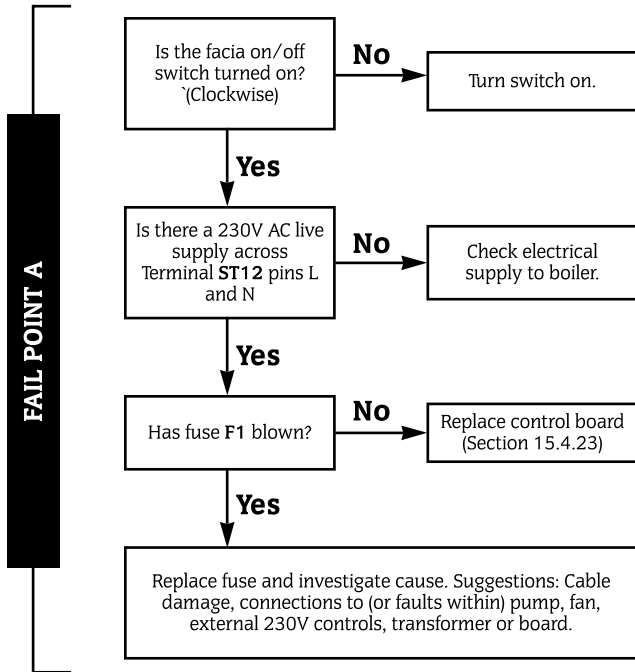 Is the facia on/off
switch turned on?
`(Clockwise)
No
Turn switch on.
Yes
Is there a 230V AC live
supply across
Terminal ST12 pins L
and N
No
Check electrical
supply to boiler.
Yes
FAIL POINT A
Has fuse F1 blown?
No
Replace control board
(Section 15.4.23)
Yes
Replace fuse and investigate cause. Suggestions: Cable
damage, connections to (or faults within) pump, fan,
external 230V controls, transformer or board.